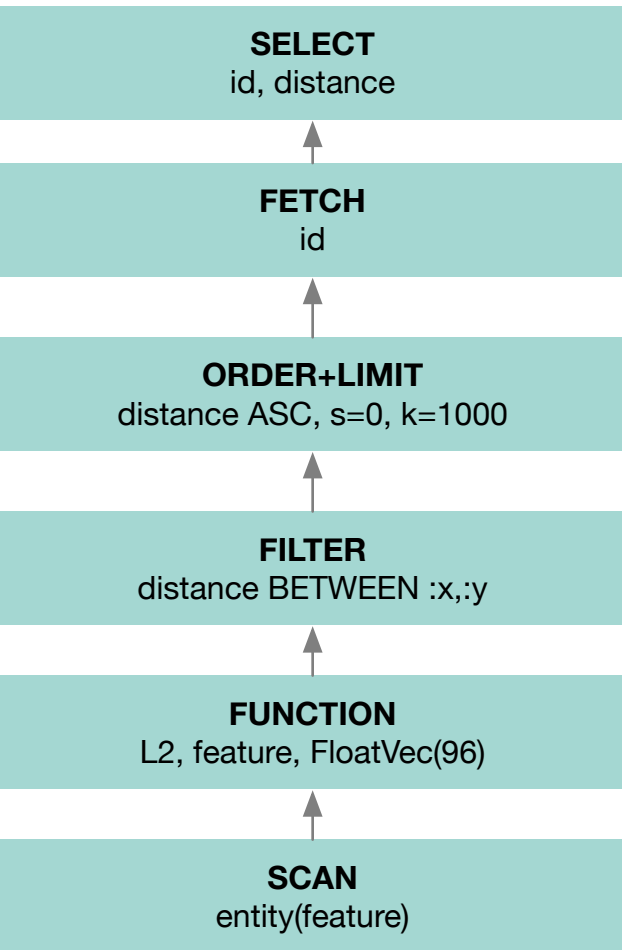 SELECT
id, distance
FETCH
id
ORDER+LIMIT
distance ASC, s=0, k=1000
FILTER
distance BETWEEN :x,:y
FUNCTION
L2, feature, FloatVec(96)
SCAN
entity(feature)